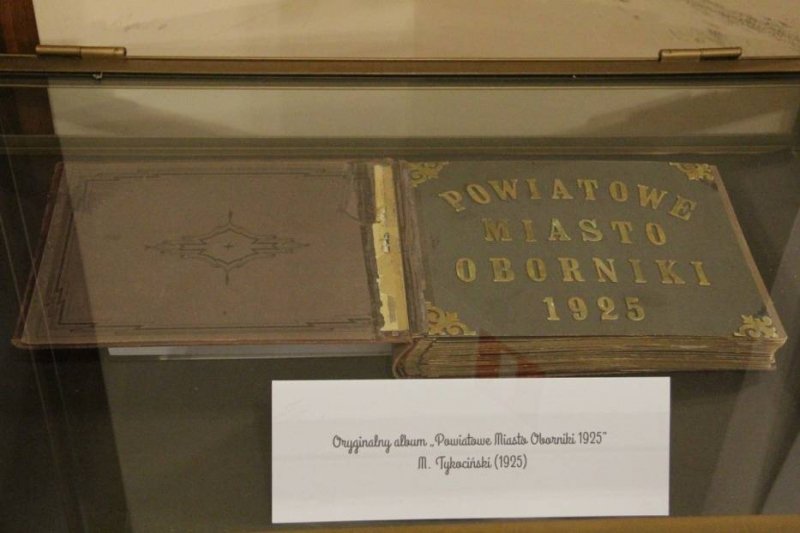 POWIATOWE
MIASTO
OBORNIKI
1925
Oryginalny album „Powiatowe Miasto Oborniki 1925"
M. Tykociński (1925)